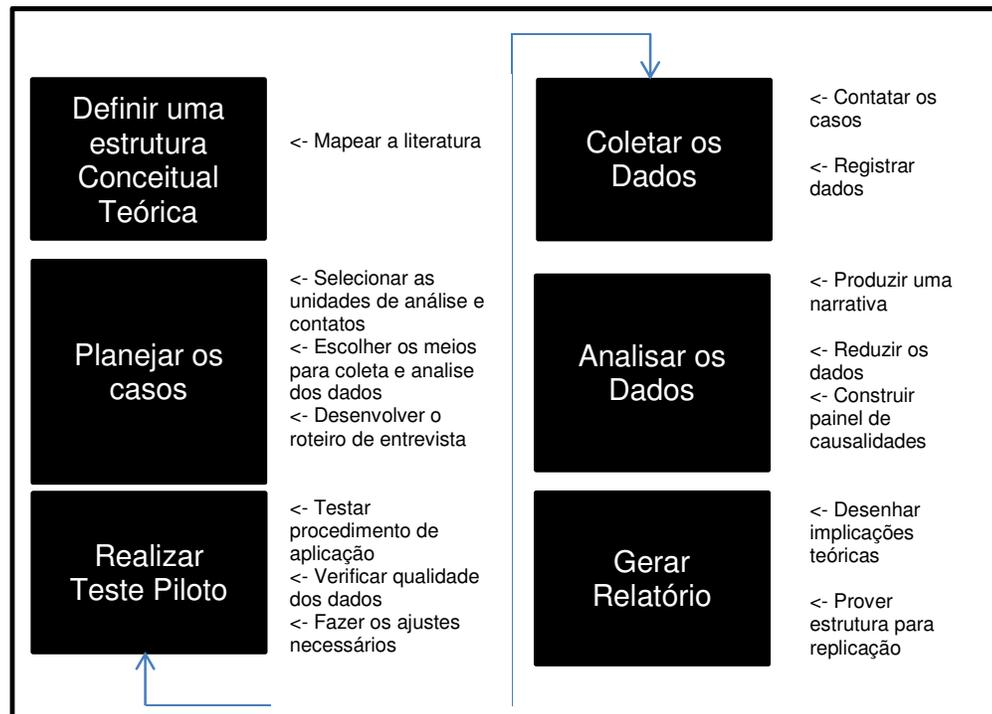 Definir uma
estrutura
Conceitual
Teórica
<- Mapear a literatura
Planejar os
casos
<- Selecionar as
unidades de análise e
contatos
<- Escolher os meios
para coleta e analise
dos dados
<- Desenvolver o
roteiro de entrevista
Realizar
Teste Piloto
<- Testar
procedimento de
aplicação
<- Verificar qualidade
dos dados
<- Fazer os ajustes
necessários
Coletar os
Dados
<- Contatar os
casos
<- Registrar
dados
Analisar os
Dados
<- Produzir uma
narrativa
<- Reduzir os
dados
<- Construir
painel de
causalidades
Gerar
Relatório
<- Desenhar
implicações
teóricas
<- Prover
estrutura para
replicação